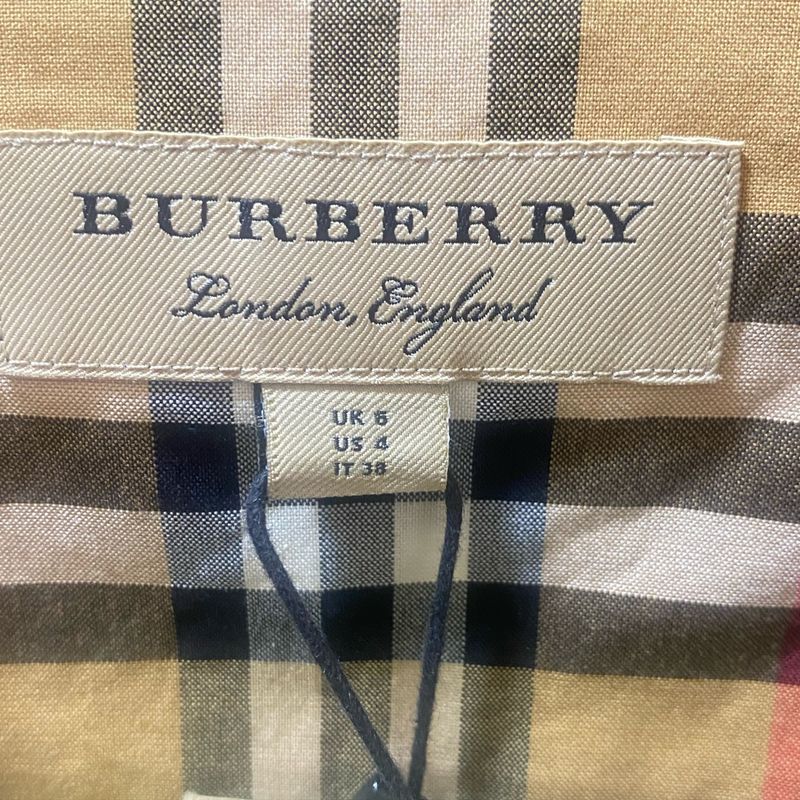 BURBERRY
London, England
UK 6
US 4
IT 38